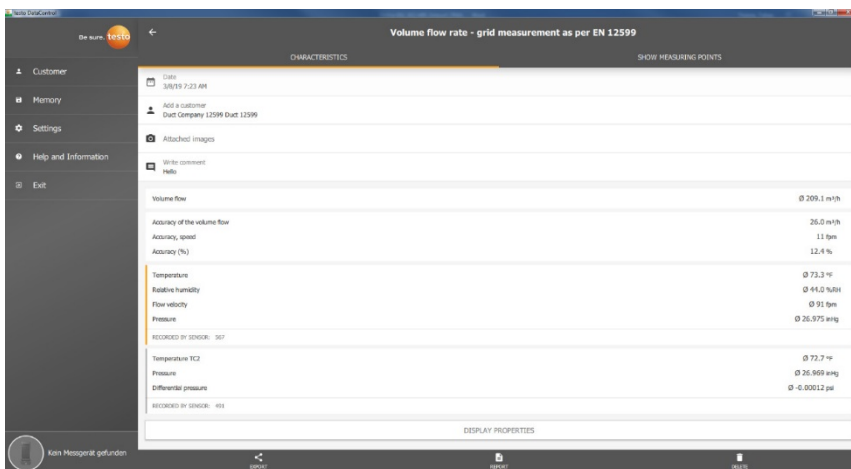 Testo DataControl
Be sure. testo
Customer
Memory
Settings
Help and Information
Exit
Kein Messgerät gefunden
Volume flow rate - grid measurement as per EN 12599
CHARACTERISTICS
SHOW MEASURING POINTS
Date
3/8/19 7:23 AM
Add a customer
Duct Company 12599 Duct 12599
Attached images
Write comment
Hello
Volume flow Ø 209.1 m³/h
Accuracy of the volume flow 26.0 m³/h
Accuracy, speed 11 fpm
Accuracy (%) 12.4 %
Temperature Ø 73.3 °F
Relative humidity Ø 44.0 %RH
Flow velocity Ø 91 fpm
Pressure Ø 26.975 inHg
RECORDED BY SENSOR: 567
Temperature TC2 Ø 72.7 °F
Pressure Ø 26.969 inHg
Differential pressure Ø -0.00012 psi
RECORDED BY SENSOR:
DISPLAY PROPERTIES
EXPORT
REPORT
DELETE